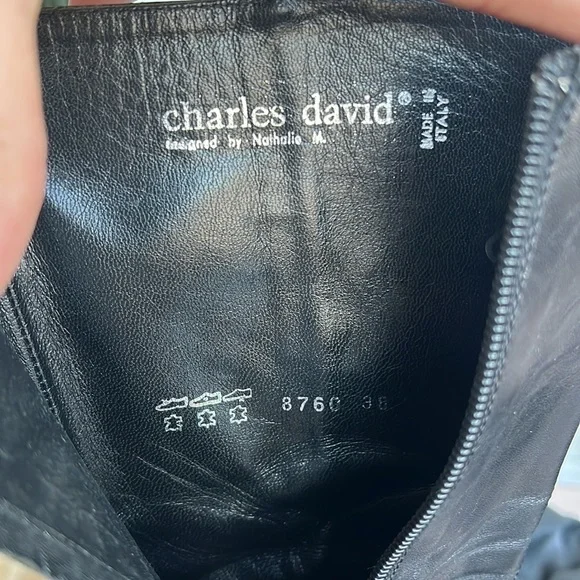 charles david®
designed by Nathalie M.
MADE IN
ITALY
8760 38